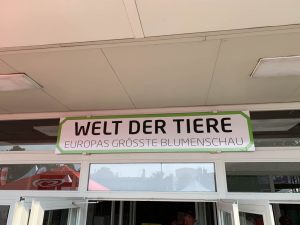 WELT DER TIERE
EUROPAS GRÖSSTE BLUMENSCHAU